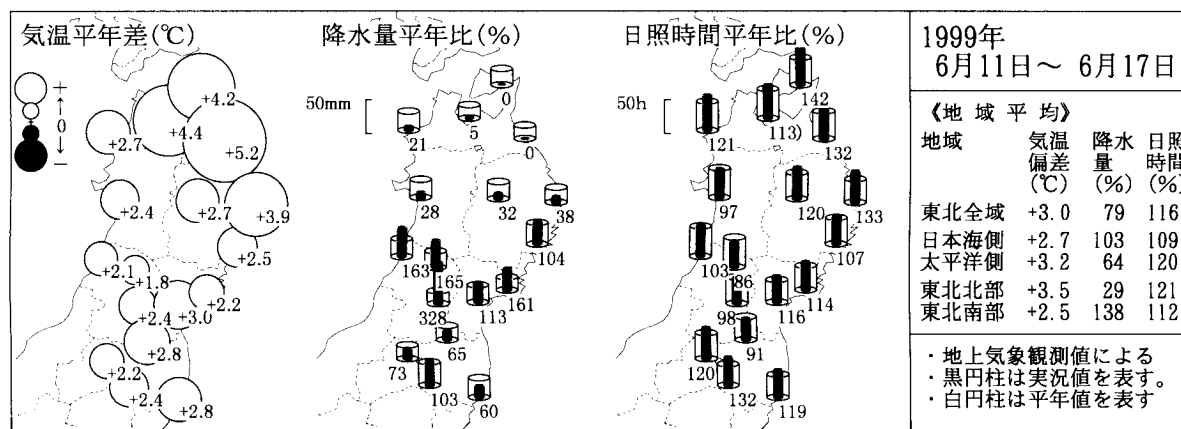 気温平年差(℃)
+
0
−
+4.2
+4.4
+2.7
+5.2
+2.4
+2.7
+3.9
+2.5
+2.1
+1.8
+2.2
+2.4
+3.0
+2.8
+2.2
+2.4
+2.8
降水量平年比(%)
50mm
0
5
21
0
28
32
38
104
163
165
161
328
113
65
73
103
60
日照時間平年比(%)
50h
142
113)
121
132
97
120
133
107
103
86
114
98
116
91
120
132
119
1999年
6月11日～ 6月17日
《地 域 平 均》
地域 気温 降水 日照
偏差 量 時間
(℃) (%) (%)
東北全域 +3.0 79 116
日本海側 +2.7 103 109
太平洋側 +3.2 64 120
東北北部 +3.5 29 121
東北南部 +2.5 138 112
・地上気象観測値による
・黒円柱は実況値を表す。
・白円柱は平年値を表す